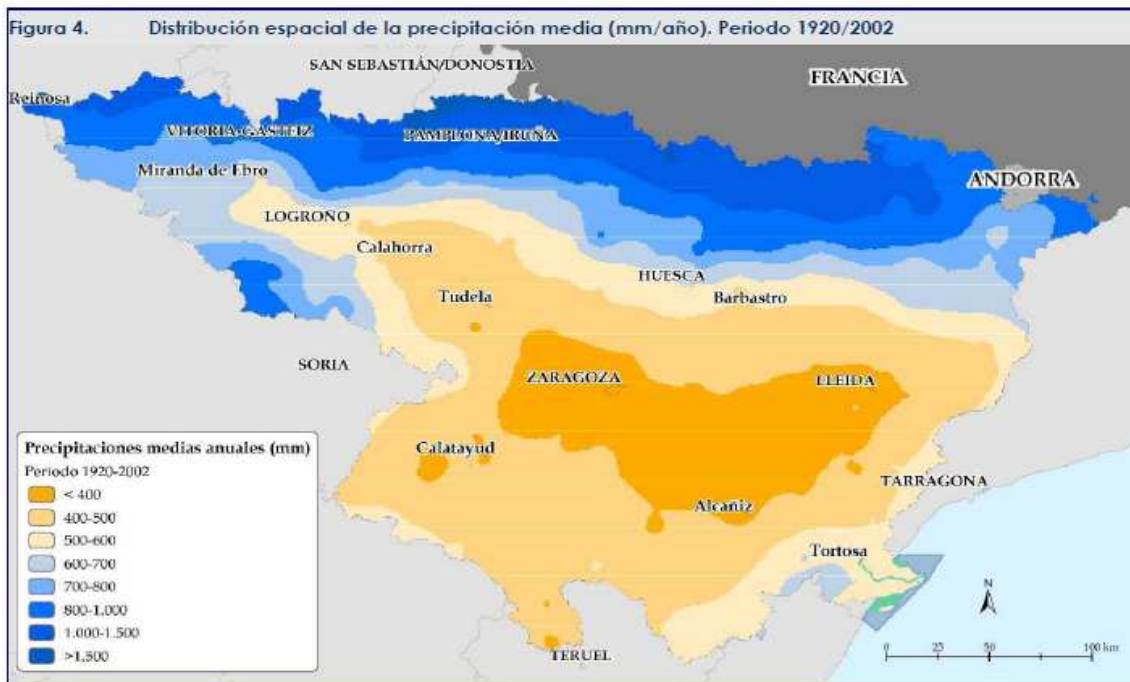 Figura 4. Distribución espacial de la precipitación media (mm/año). Periodo 1920/2002
SAN SEBASTIÁN/DONOSTIA
FRANCIA
Reinosa
VITORIA-GASTEIZ
PAMPLONA/IRUÑA
Miranda de Ebro
ANDORRA
LOGROÑO
Calahorra
HUESCA
Tudela
Barbastro
SORIA
ZARAGOZA
LLEIDA
Calatayud
TARRAGONA
Alcañiz
Tortosa
TERUEL
Precipitaciones medias anuales (mm)
Periodo 1920-2002
< 400
400-500
500-600
600-700
700-800
800-1.000
1.000-1.500
>1.500
N
0 25 50 100 km